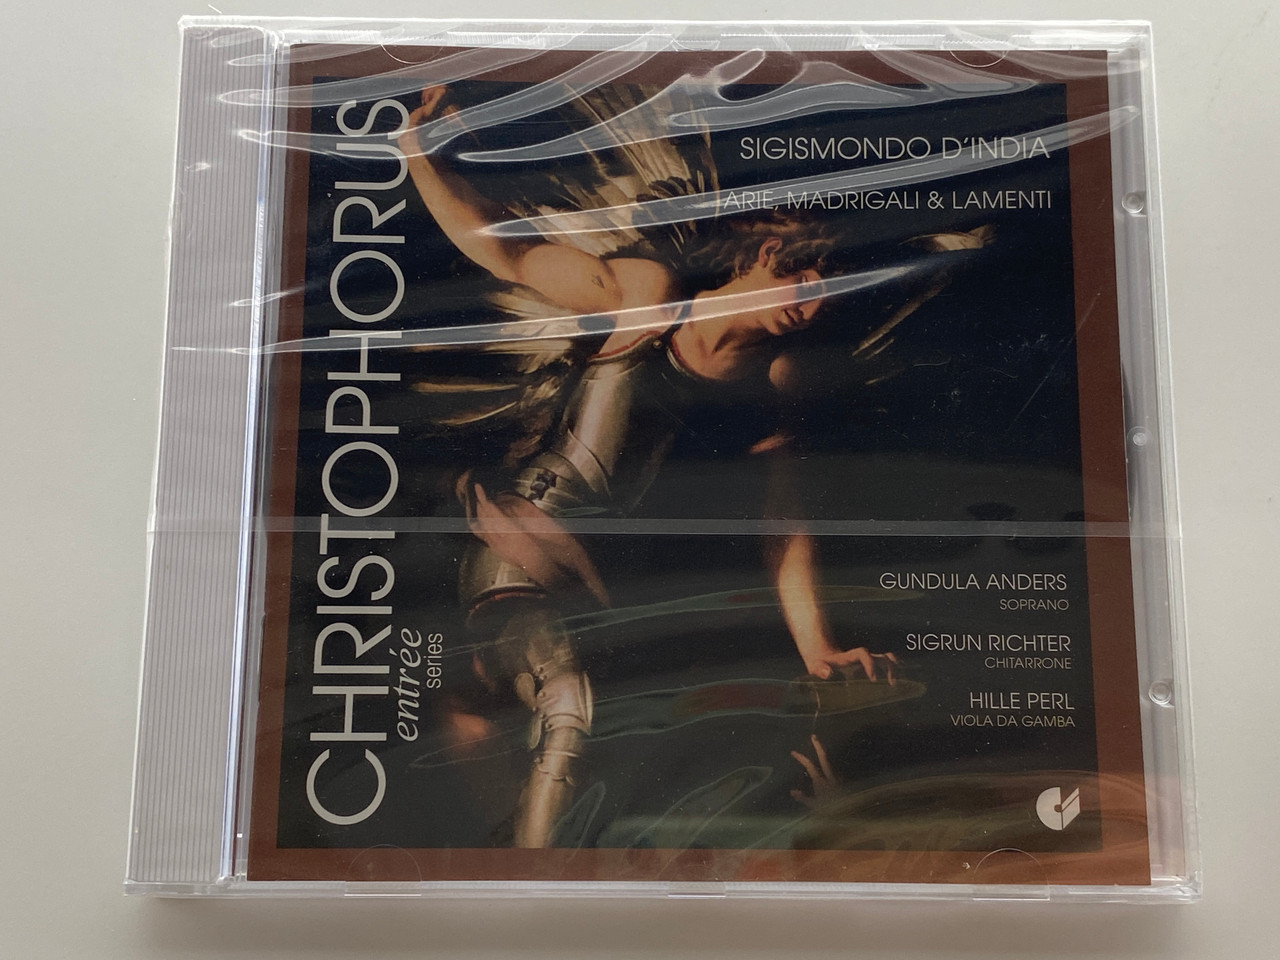 CHRISTOPHORUS
entrée
series
SIGISMONDO D'INDIA
ARIE, MADRIGALI & LAMENTI
GUNDULA ANDERS
SOPRANO
SIGRUN RICHTER
CHITARRONE
HILLE PERL
VIOLA DA GAMBA